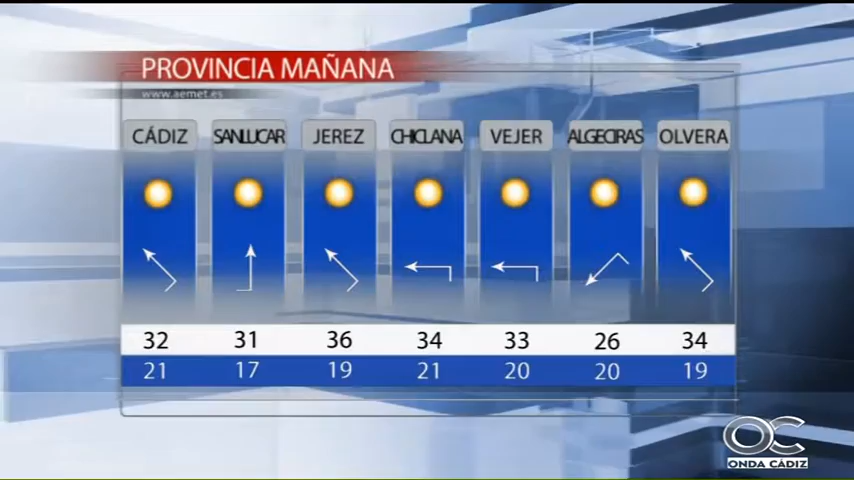 PROVINCIA MAÑANA
www.aemet.es
CÁDIZ SANLUCAR JEREZ CHICLANA VEJER ALGECIRAS OLVERA
32 31 36 34 33 26 34
21 17 19 21 20 20 19
OC
ONDA CÁDIZ